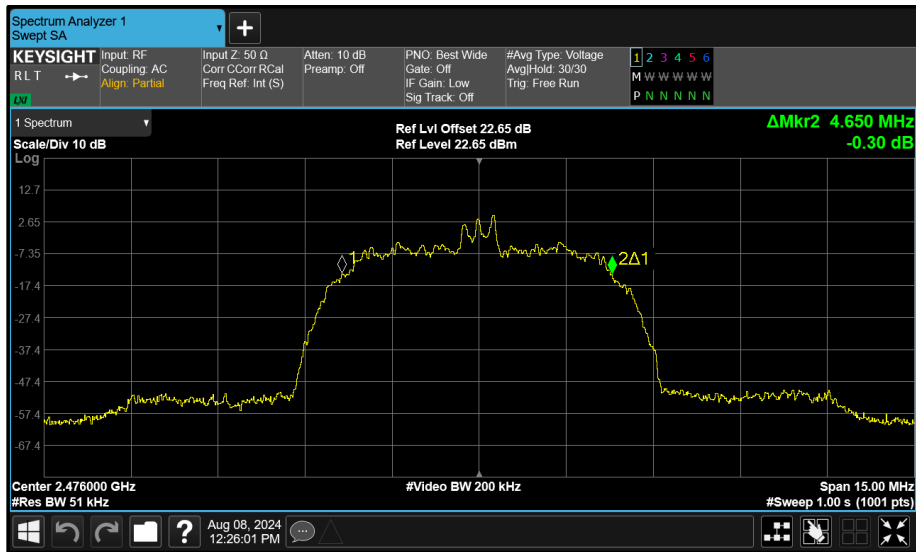 Spectrum Analyzer 1
Swept SA
+
KEYSIGHT
R L T
LXI
Input: RF
Coupling: AC
Align: Partial
Input Z: 50 Ω
Corr CCorr RCal
Freq Ref: Int (S)
Atten: 10 dB
Preamp: Off
PNO: Best Wide
Gate: Off
IF Gain: Low
Sig Track: Off
#Avg Type: Voltage
Avg|Hold: 30/30
Trig: Free Run
1 2 3 4 5 6
M W W W W W
P N N N N N
1 Spectrum
Scale/Div 10 dB
Ref Lvl Offset 22.65 dB
Ref Level 22.65 dBm
ΔMkr2 4.650 MHz
-0.30 dB
Log
12.7
2.65
-7.35
-17.4
-27.4
-37.4
-47.4
-57.4
-67.4
1
2Δ1
Center 2.476000 GHz
#Video BW 200 kHz
Span 15.00 MHz
#Res BW 51 kHz
#Sweep 1.00 s (1001 pts)
?
Aug 08, 2024
12:26:01 PM